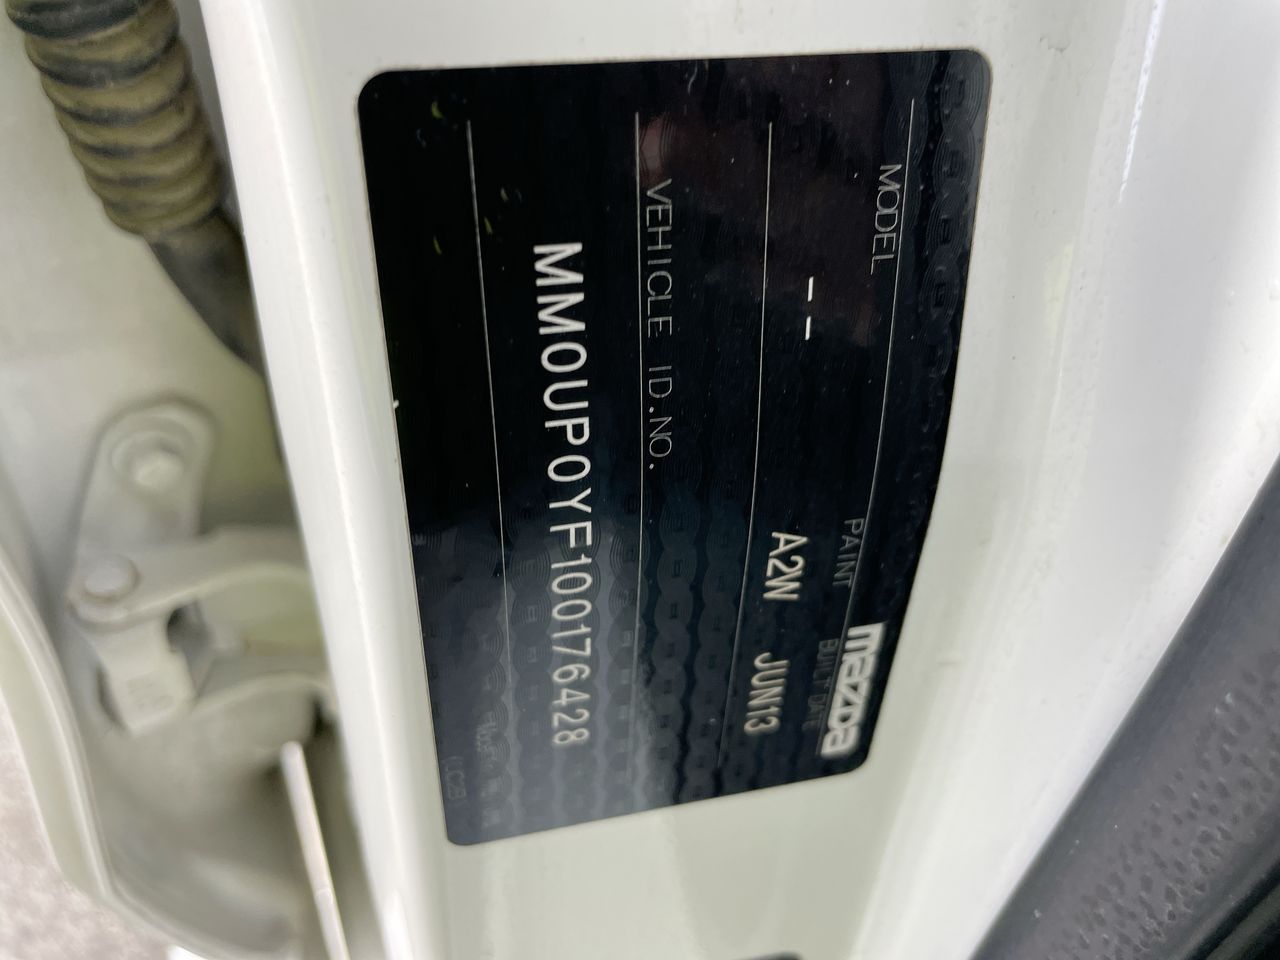 mazda
MODEL PAINT BUILT DATE
-- A2W JUN13
VEHICLE ID.NO.
MM0UP0YF100176428